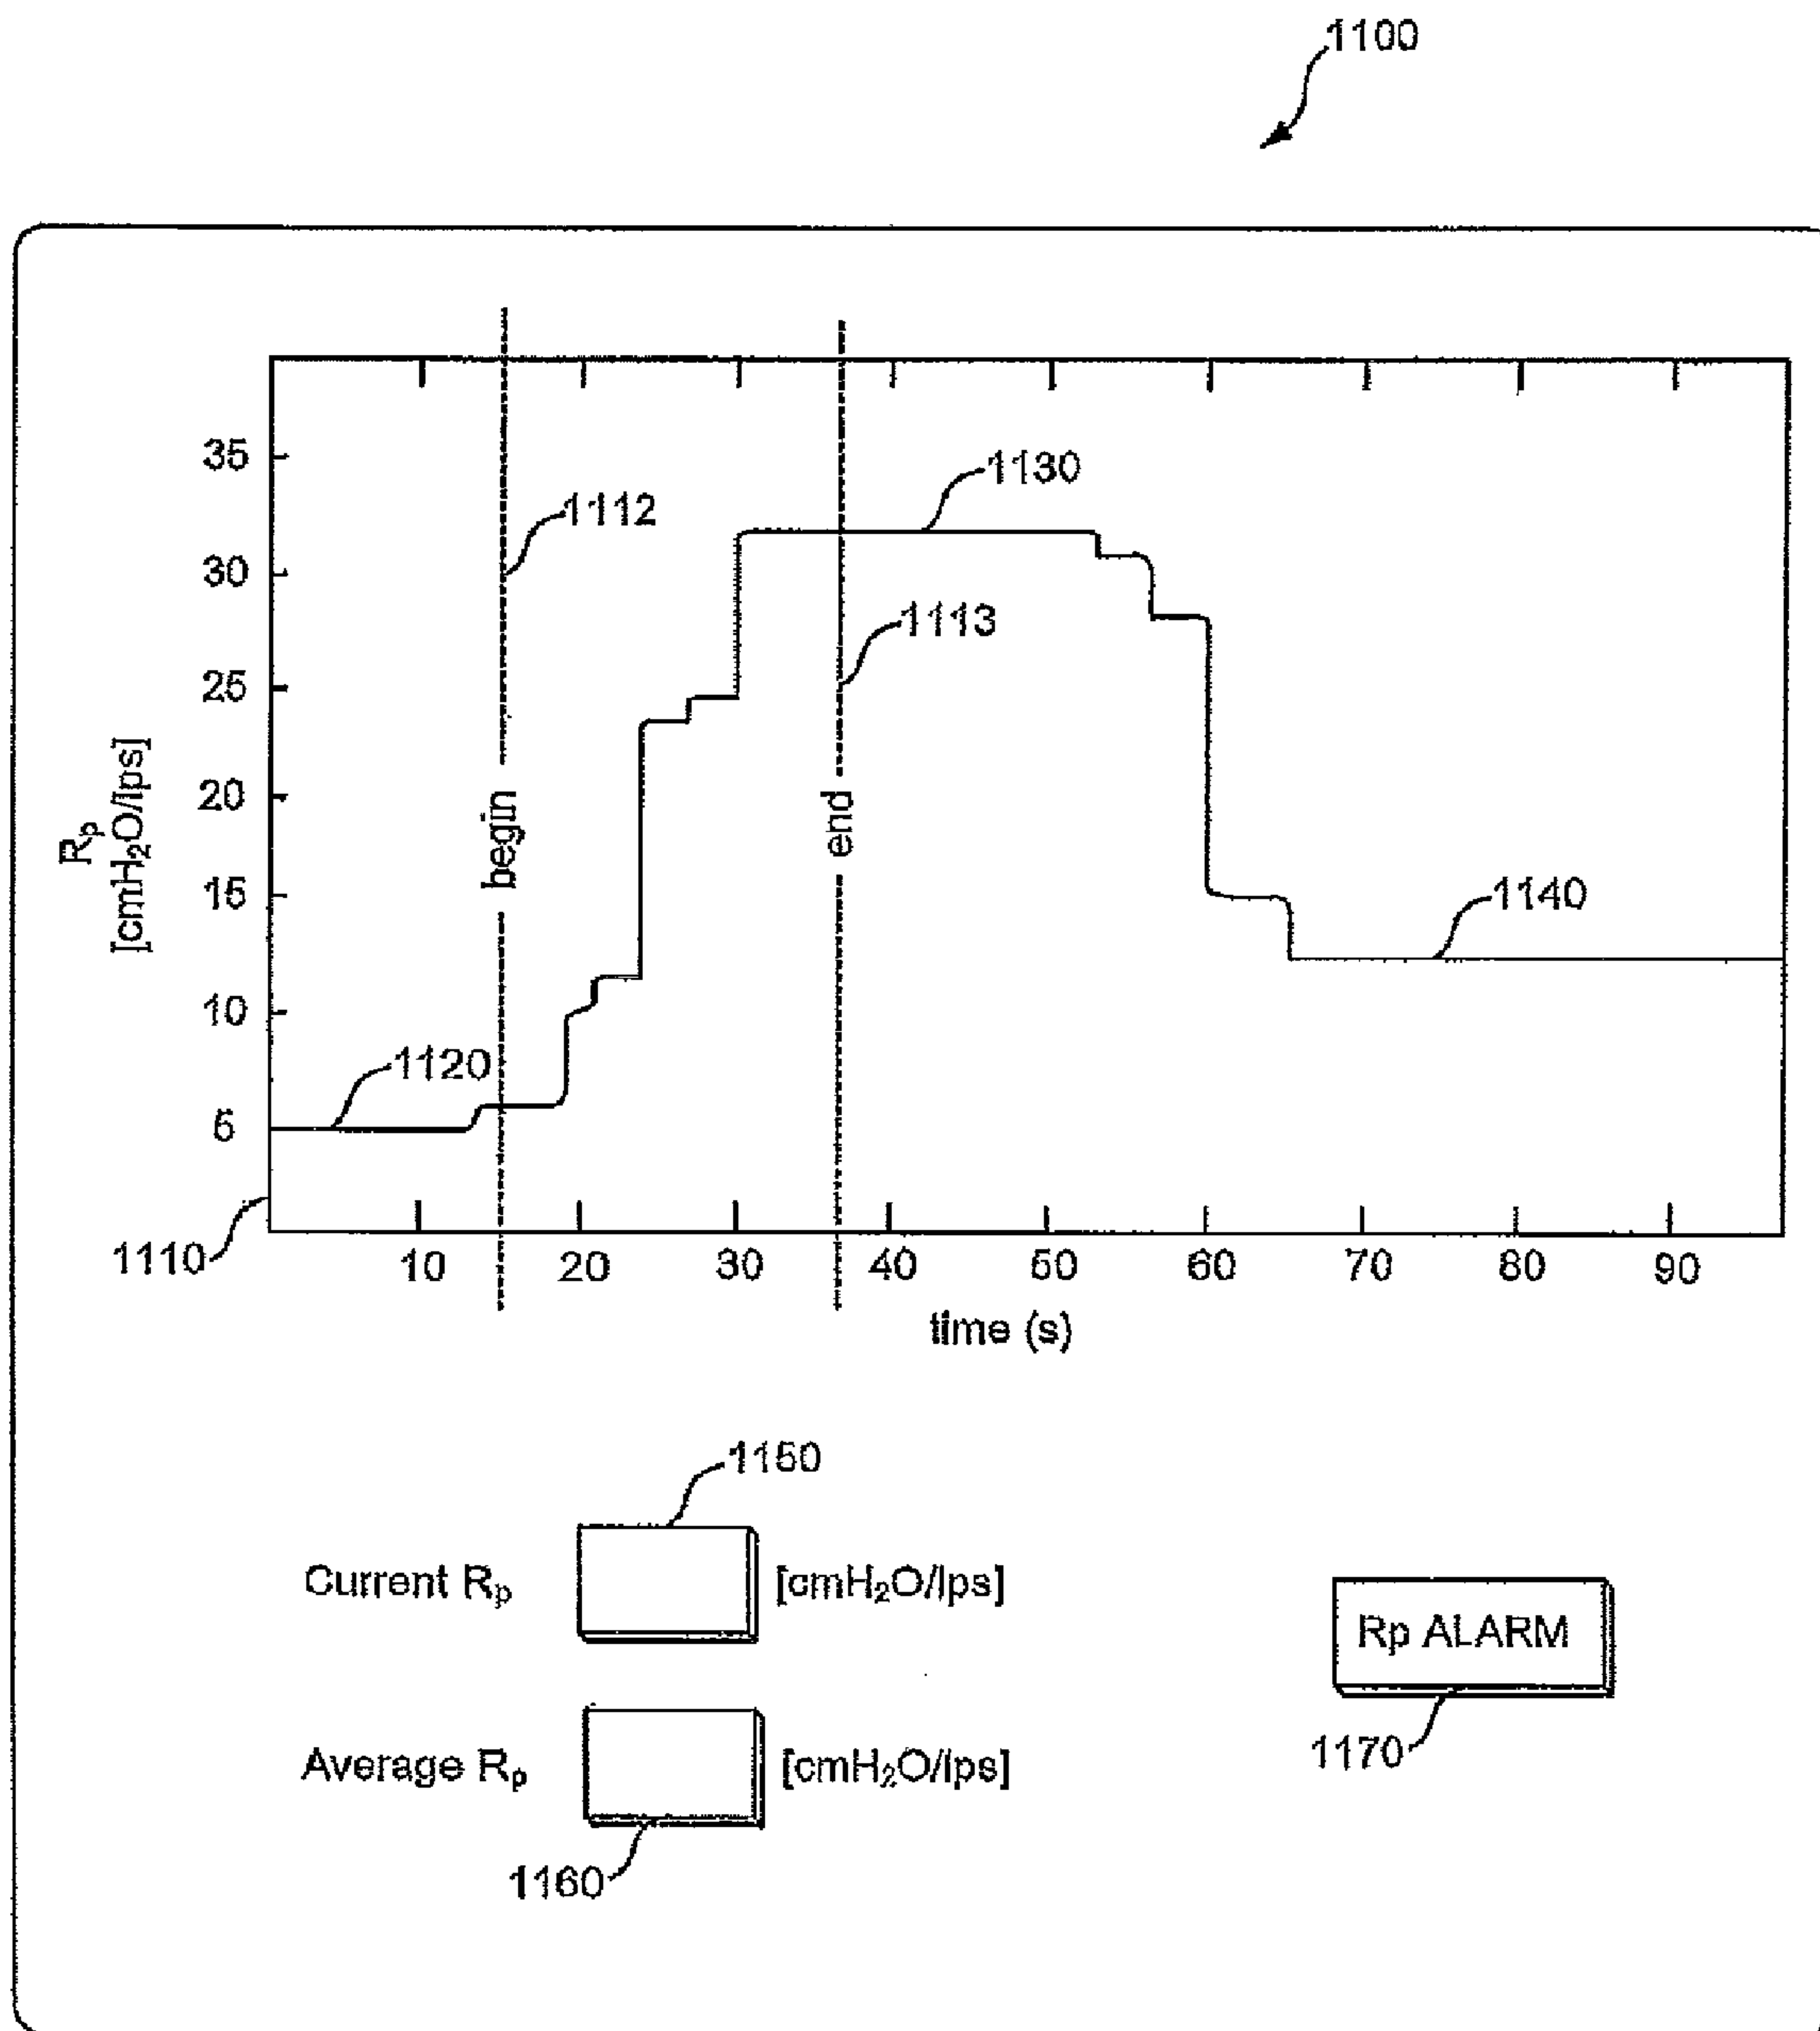 1100
35
1130
1112
30
1113
25
20
Rₚ
[cmH₂O/lps]
begin
end
15
1140
10
1120
5
1110
10 20 30 40 50 60 70 80 90
time (s)
1150
Current Rₚ [cmH₂O/lps]
Rp ALARM
Average Rₚ [cmH₂O/lps]
1170
1160